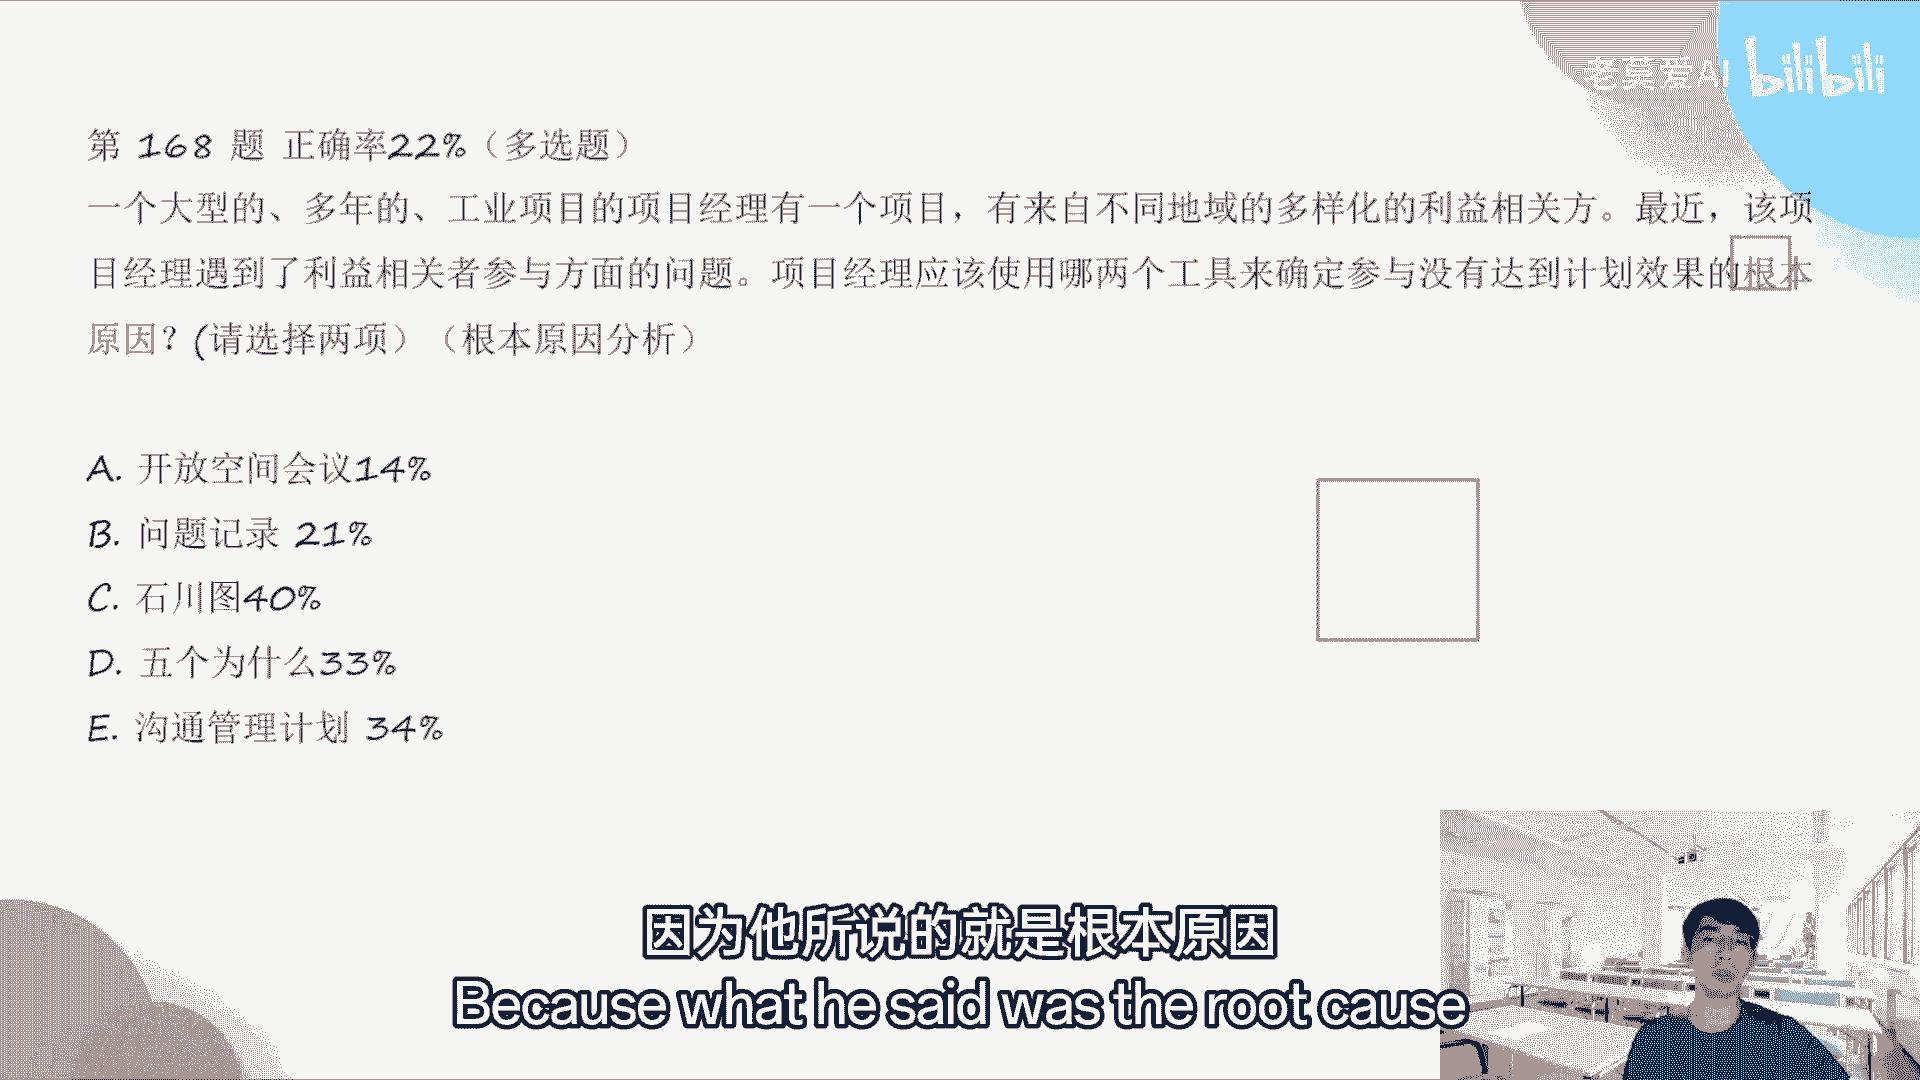 老莫爱AI bilibili
第 168 题 正确率22%（多选题）
一个大型的、多年的、工业项目的项目经理有一个项目，有来自不同地域的多样化的利益相关方。最近，该项
目经理遇到了利益相关者参与方面的问题。项目经理应该使用哪两个工具来确定参与没有达到计划效果的根本
原因？(请选择两项）（根本原因分析）
A. 开放空间会议14%
B. 问题记录 21%
C. 石川图40%
D. 五个为什么33%
E. 沟通管理计划 34%
因为他所说的就是根本原因
Because what he said was the root cause